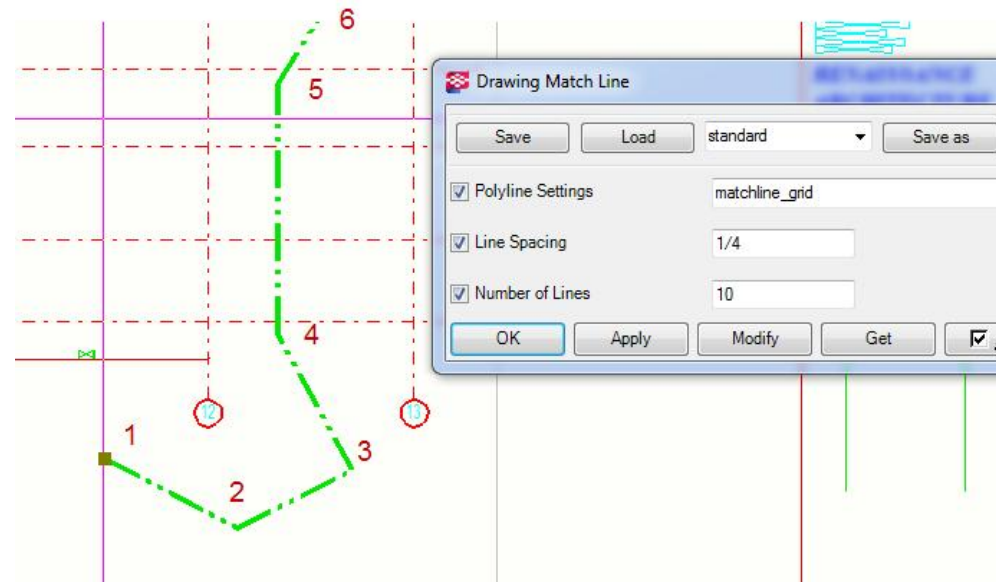 6
5
Drawing Match Line
Save Load standard Save as
Polyline Settings matchline_grid
Line Spacing 1/4
Number of Lines 10
OK Apply Modify Get
4
12 13
1
3
2